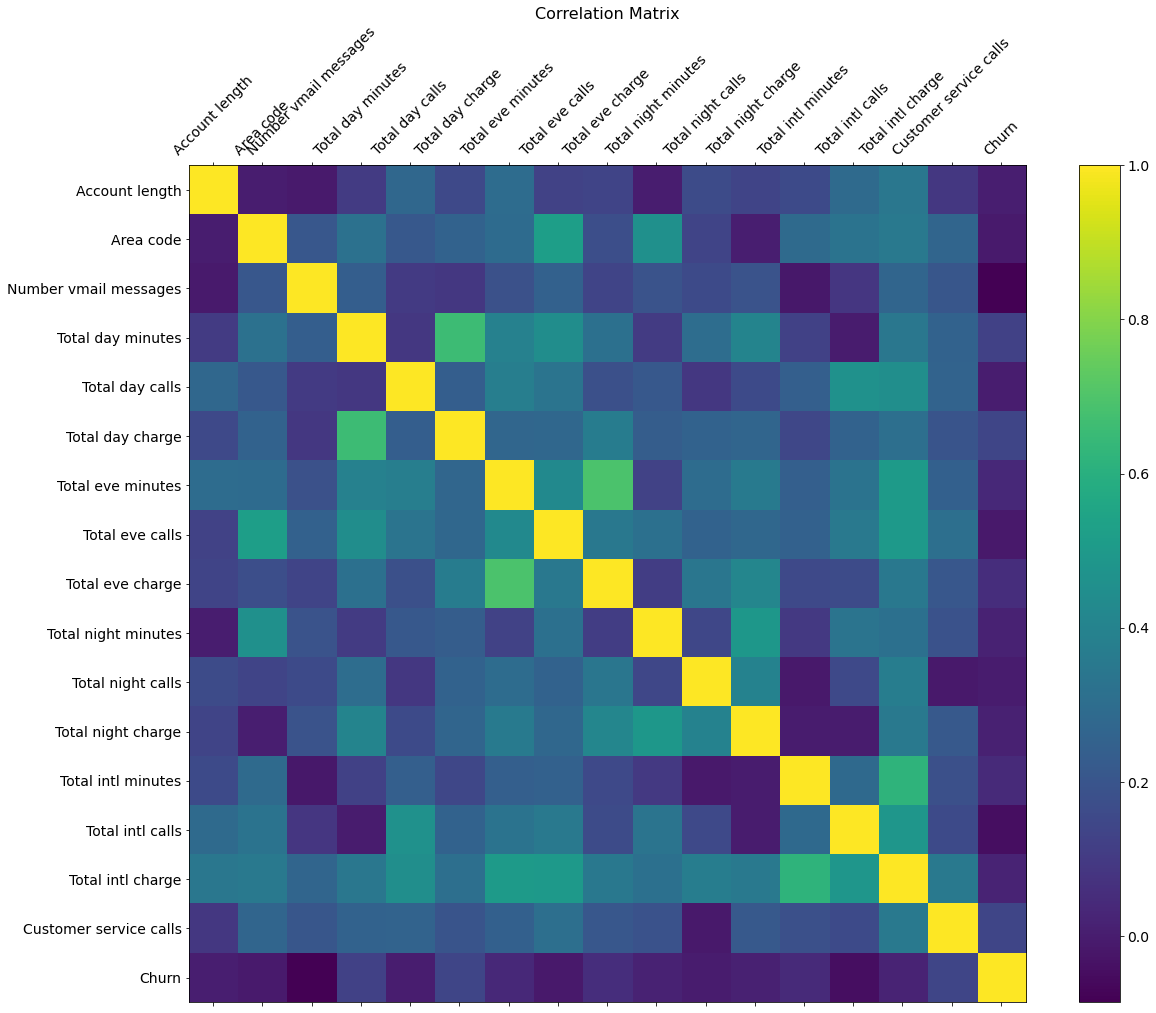 Correlation Matrix
Account length
Area code
Number vmail messages
Total day minutes
Total day calls
Total day charge
Total eve minutes
Total eve calls
Total eve charge
Total night minutes
Total night calls
Total night charge
Total intl minutes
Total intl calls
Total intl charge
Customer service calls
Churn
Account length
Area code
Number vmail messages
Total day minutes
Total day calls
Total day charge
Total eve minutes
Total eve calls
Total eve charge
Total night minutes
Total night calls
Total night charge
Total intl minutes
Total intl calls
Total intl charge
Customer service calls
Churn
1.0
0.8
0.6
0.4
0.2
0.0